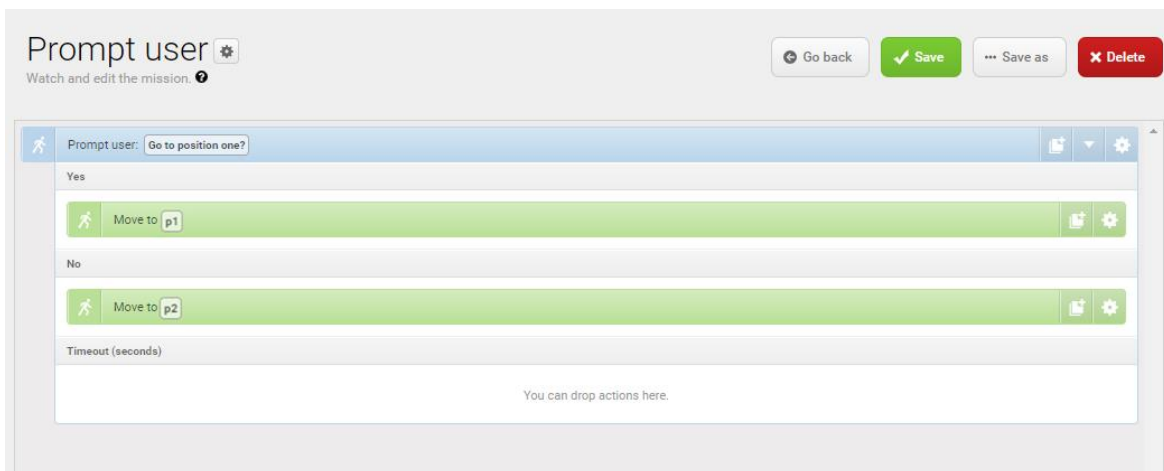 Prompt user
Watch and edit the mission.
Go back
Save
Save as
Delete
Prompt user: Go to position one?
Yes
Move to p1
No
Move to p2
Timeout (seconds)
You can drop actions here.